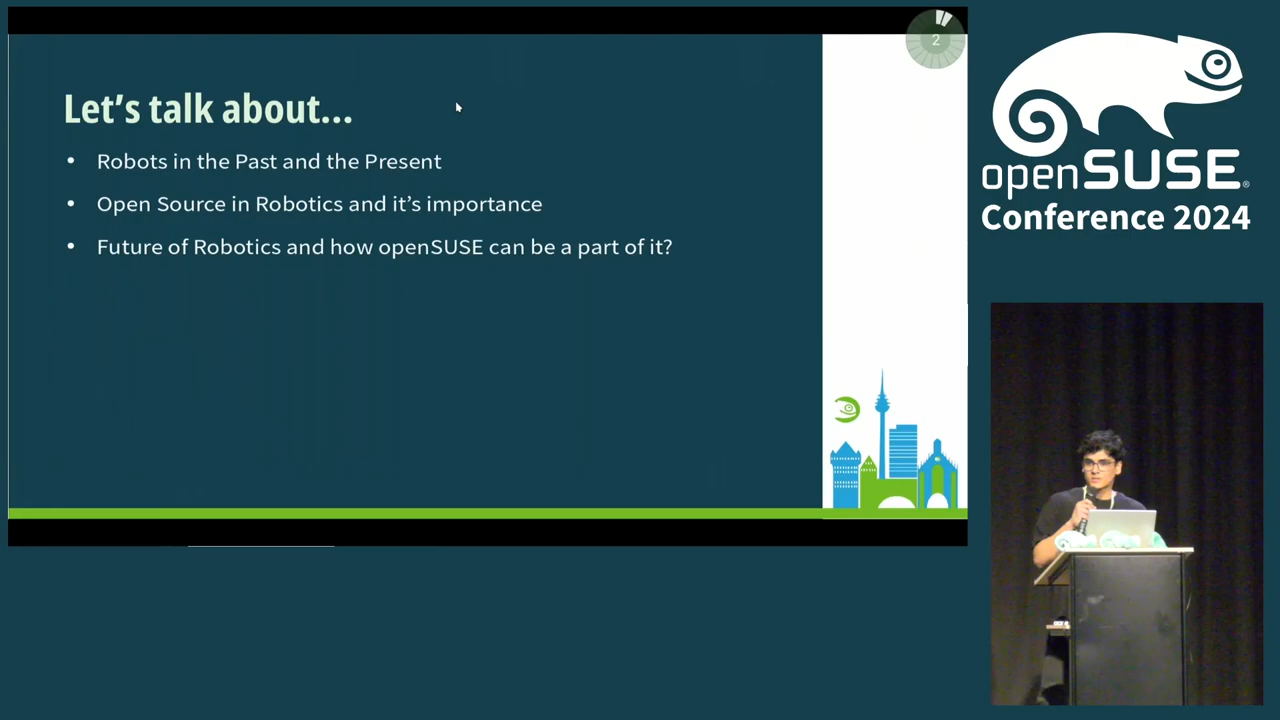 Let's talk about...
• Robots in the Past and the Present
• Open Source in Robotics and it's importance
• Future of Robotics and how openSUSE can be a part of it?
2
openSUSE®
Conference 2024